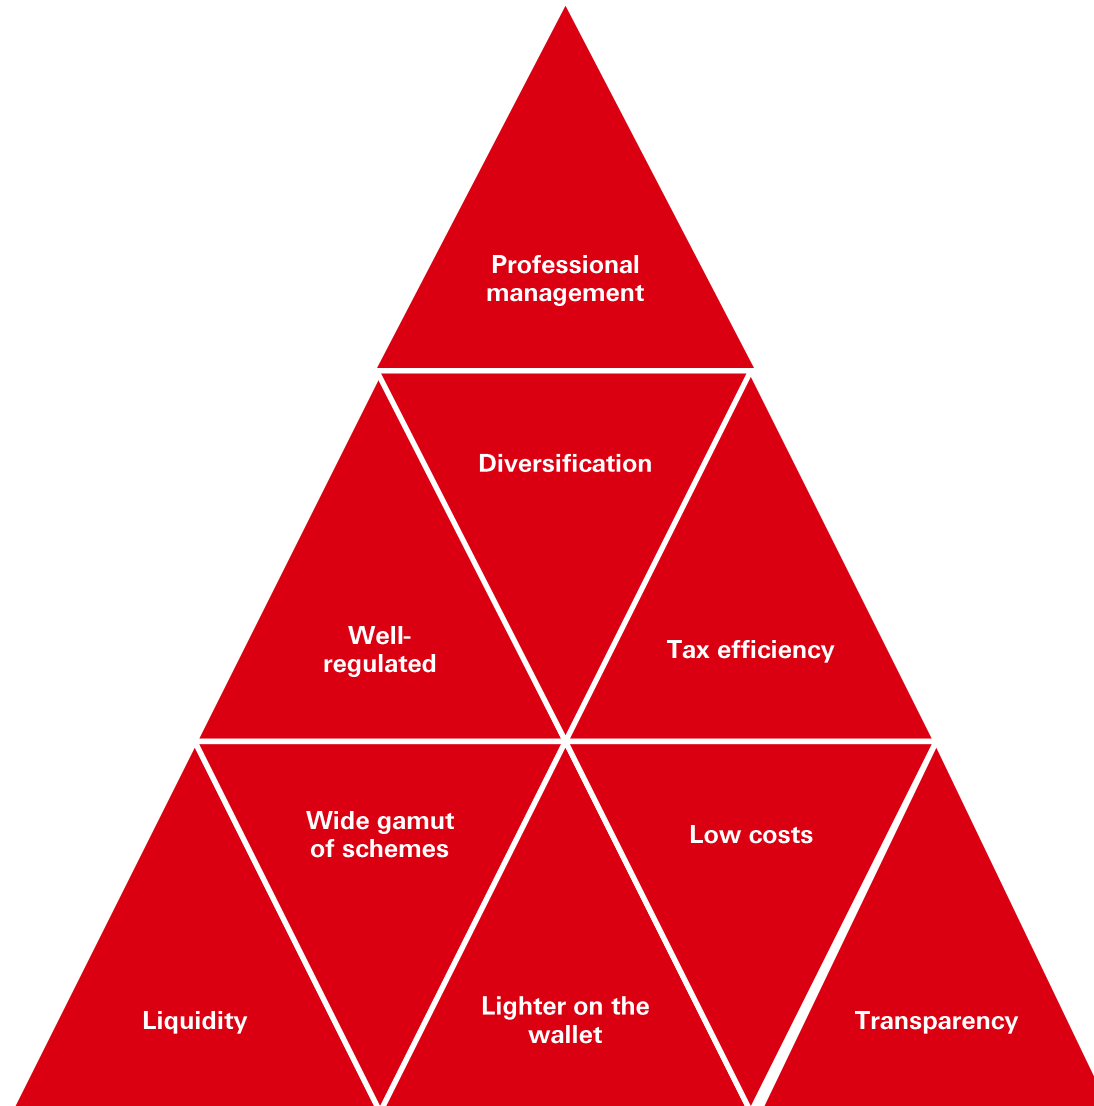 Professional
management
Diversification
Well-
regulated
Tax efficiency
Wide gamut
of schemes
Low costs
Liquidity
Lighter on the
wallet
Transparency